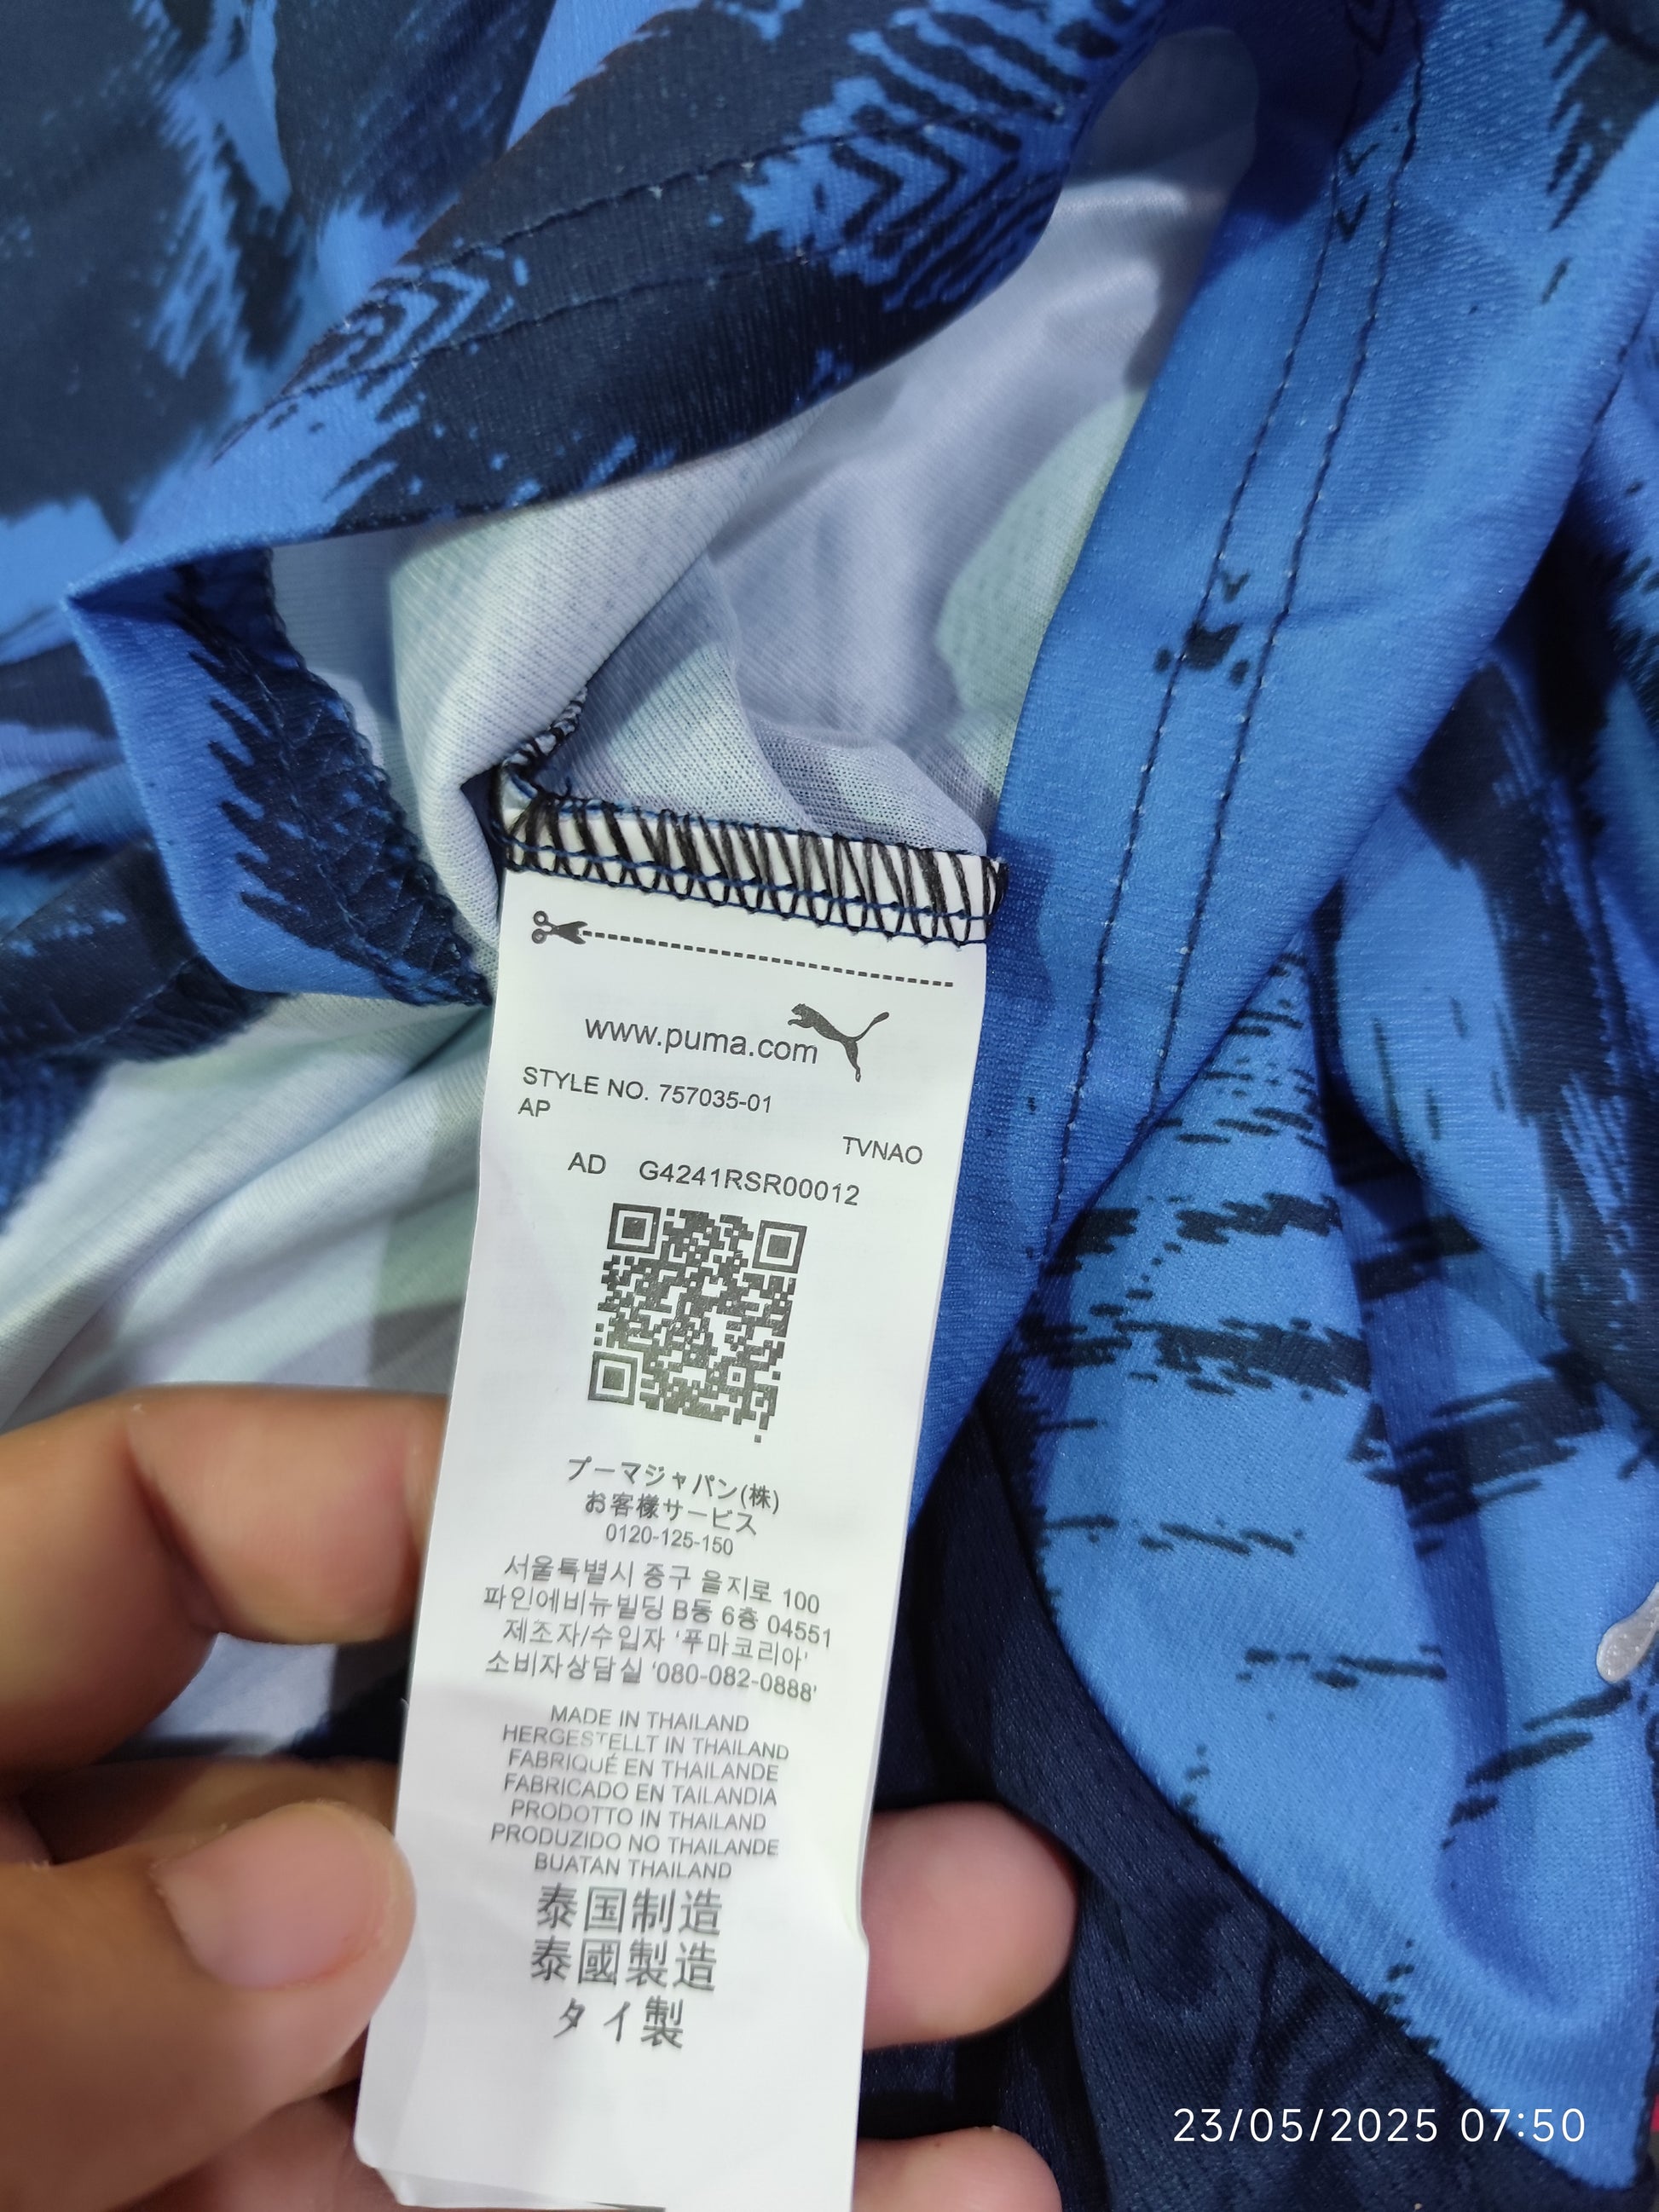 www.puma.com
STYLE NO. 757035-01
AP
TVNAO
AD G4241RSR00012
プーマジャパン(株)
お客様サービス
0120-125-150
서울특별시 중구 을지로 100
파인에비뉴빌딩 B동 6층 04551
제조자/수입자 '푸마코리아'
소비자상담실 '080-082-0888'
MADE IN THAILAND
HERGESTELLT IN THAILAND
FABRIQUÉ EN THAILANDE
FABRICADO EN TAILANDIA
PRODOTTO IN THAILAND
PRODUZIDO NO THAILANDE
BUATAN THAILAND
泰国制造
泰國製造
タイ製
23/05/2025 07:50